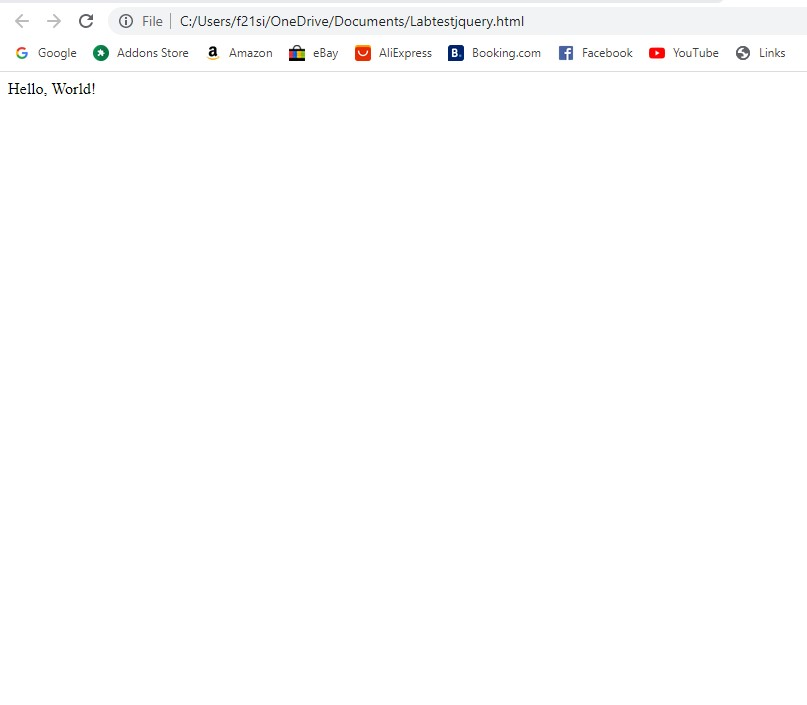 File | C:/Users/f21si/OneDrive/Documents/Labtestjquery.html
Google Addons Store Amazon eBay AliExpress B. Booking.com Facebook YouTube Links
Hello, World!